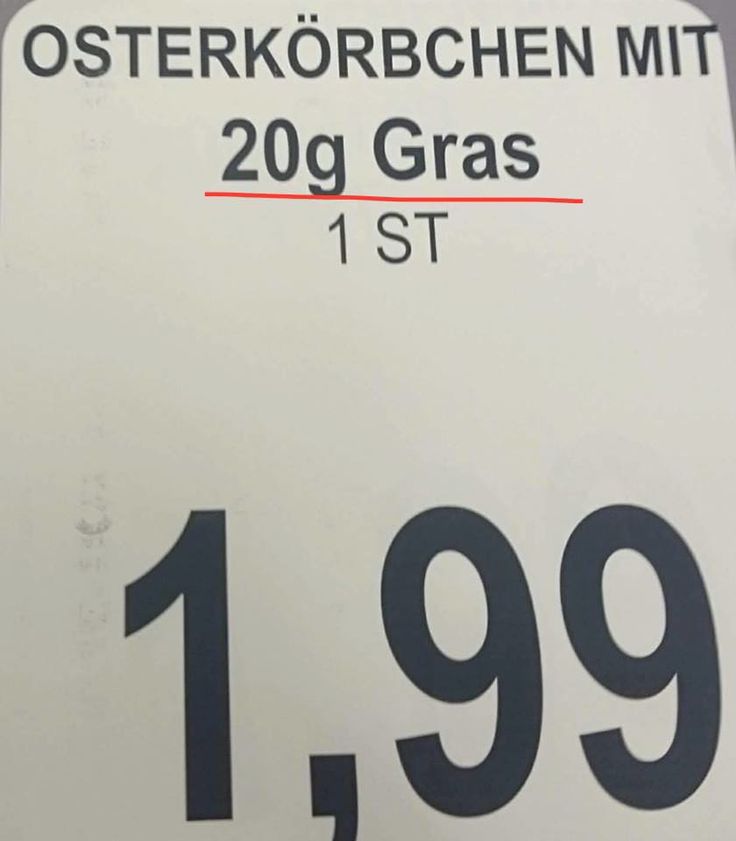 OSTERKÖRBCHEN MIT
20g Gras
1 ST
1,99